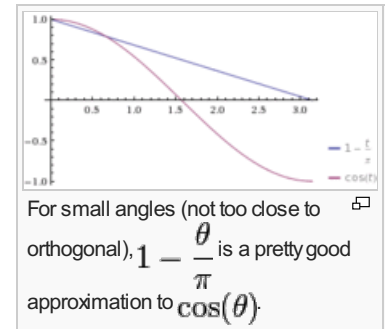 1.0
0.5
0.5 1.0 1.5 2.0 2.5 3.0
-0.5
-1.0
1 - t/π
cos(t)
For small angles (not too close to
orthogonal), 1 - θ/π is a pretty good
approximation to cos(θ).